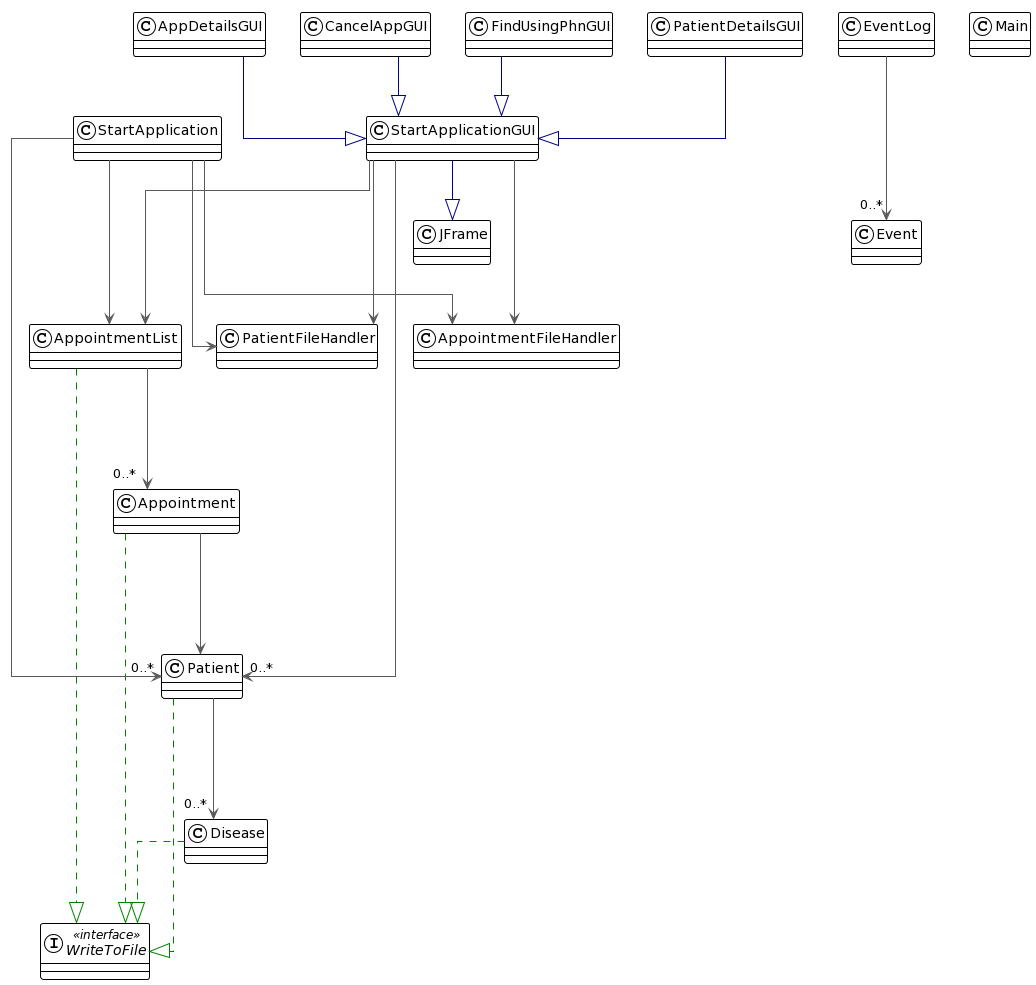 C AppDetailsGUI
C CancelAppGUI
C FindUsingPhnGUI
C PatientDetailsGUI
C EventLog
C Main
C StartApplication
C StartApplicationGUI
0..*
C JFrame
C Event
C AppointmentList
C PatientFileHandler
C AppointmentFileHandler
0..*
C Appointment
0..*
0..*
C Patient
0..*
C Disease
«interface»
I WriteToFile